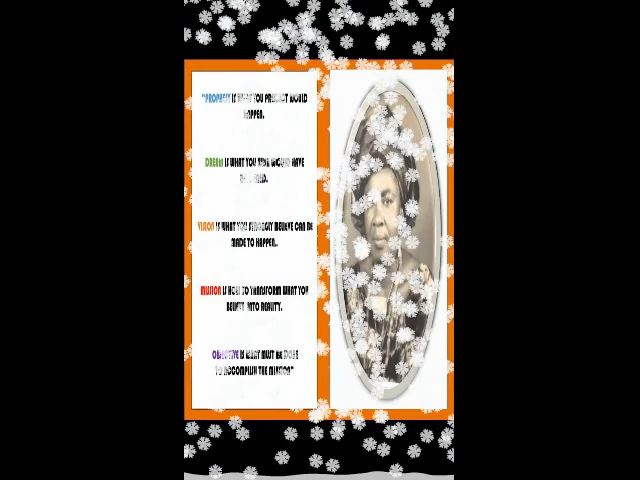 "PROPHESY IS WHAT YOU PREDICT WOULD
HAPPEN.
DREAM IS WHAT YOU WISH WOULD HAVE
VISION IS WHAT YOU STRONGLY BELIEVE CAN BE
MADE TO HAPPEN.
MISSION IS HOW TO TRANSFORM WHAT YOU
BELIEVE INTO REALITY.
OBJECTIVE IS WHAT MUST BE DONE
TO ACCOMPLISH THE MISSION"